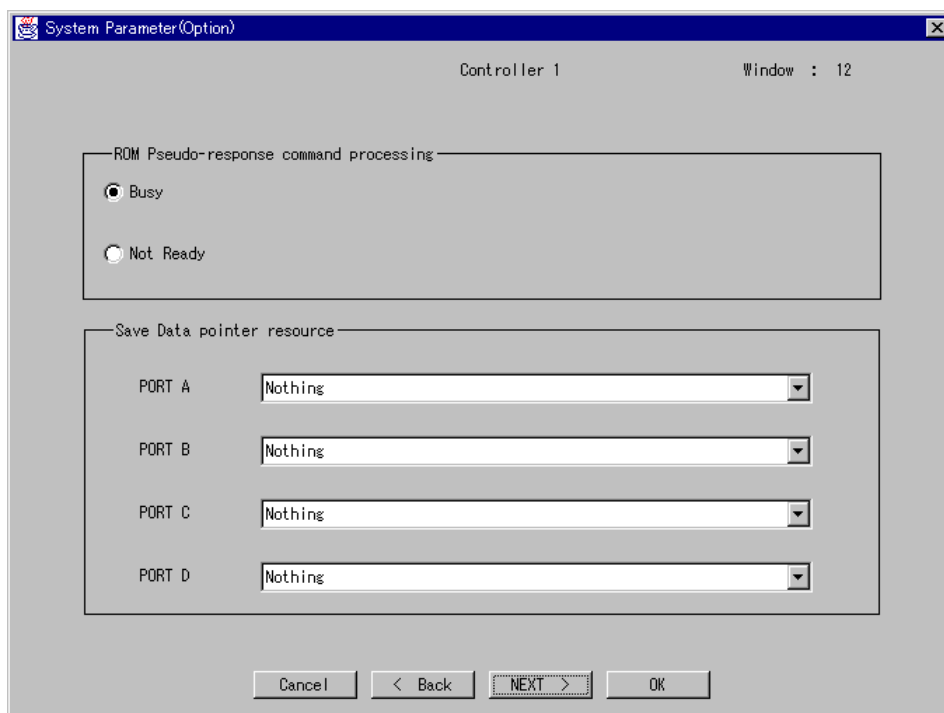 System Parameter(Option)
Controller 1 Window : 12
ROM Pseudo-response command processing
Busy
Not Ready
Save Data pointer resource
PORT A Nothing
PORT B Nothing
PORT C Nothing
PORT D Nothing
Cancel < Back NEXT > OK